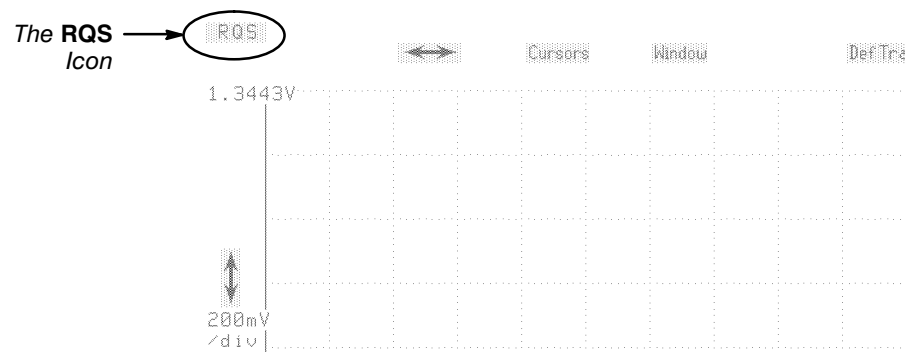 The RQS
Icon
RQS
Cursors Window DefTra
1.3443V
200mV
/div